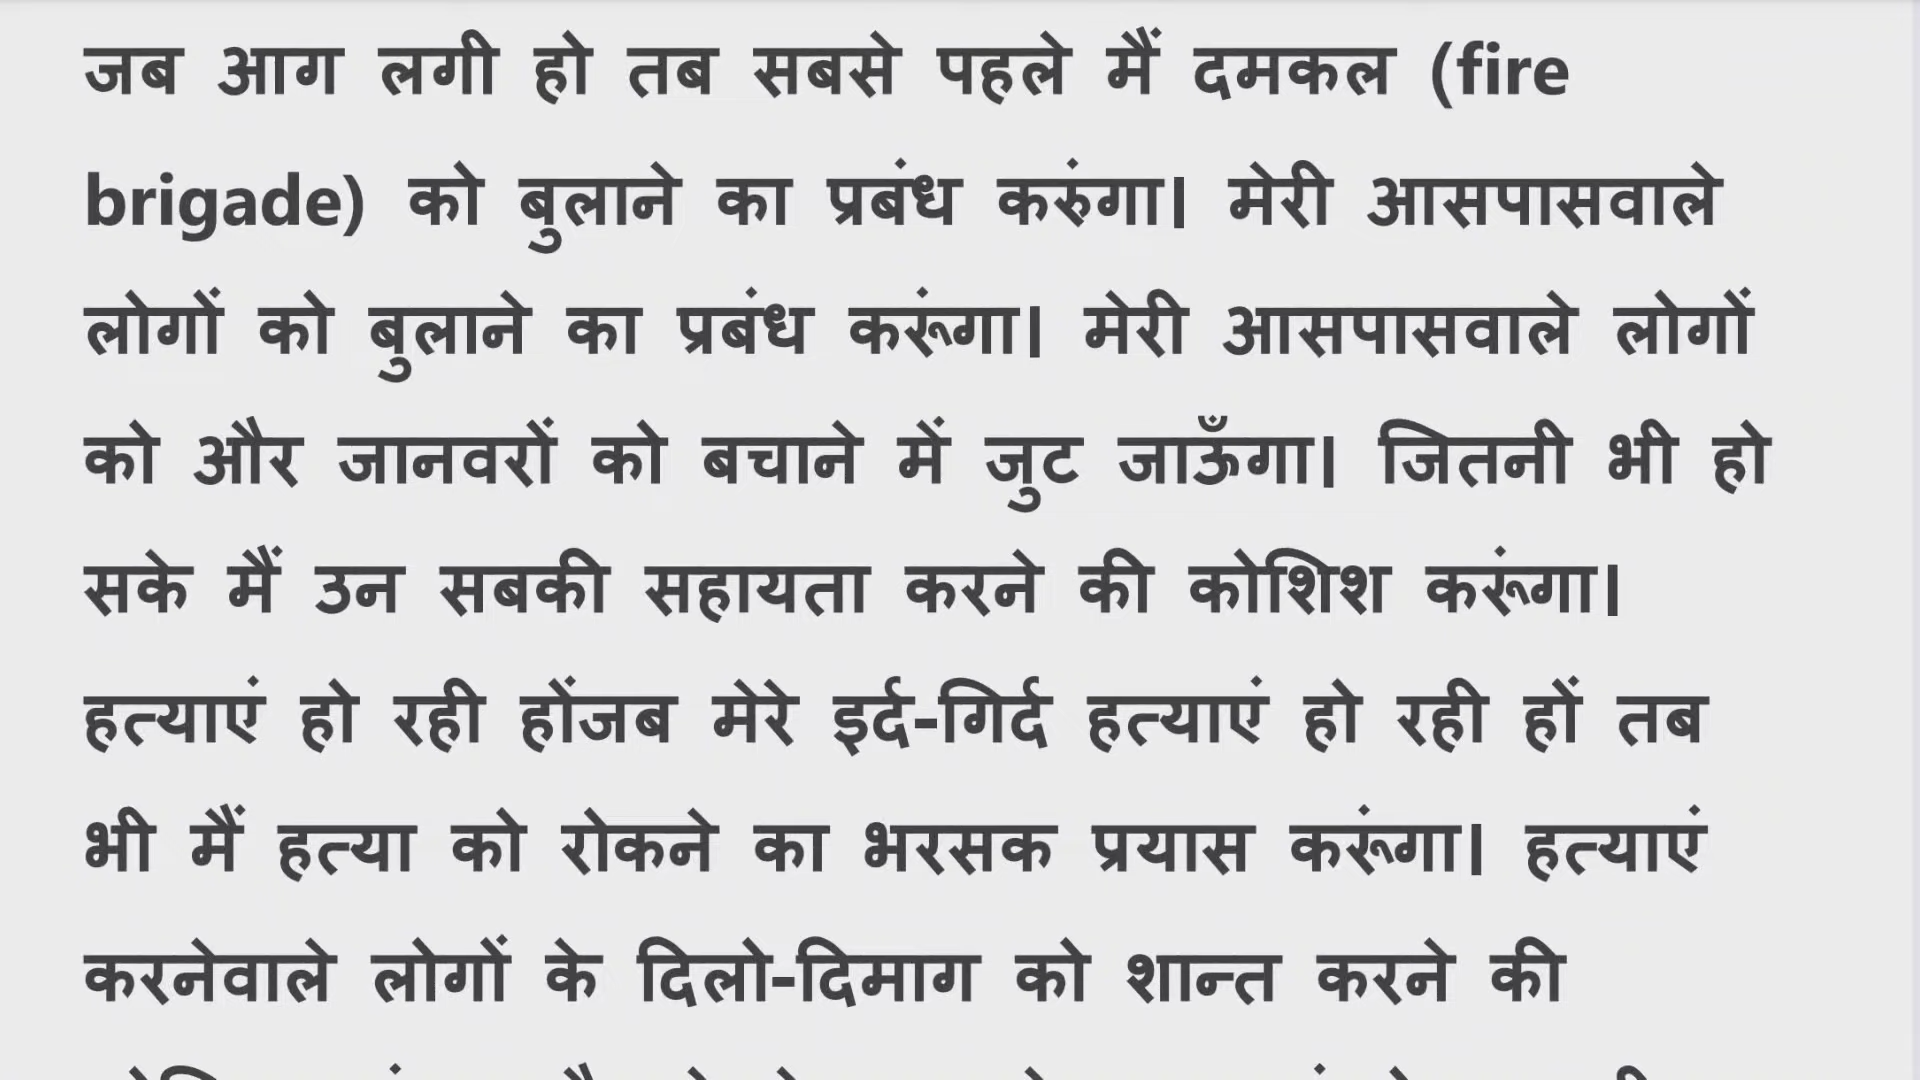 जब आग लगी हो तब सबसे पहले मैं दमकल (fire
brigade) को बुलाने का प्रबंध करुंगा। मेरी आसपासवाले
लोगों को बुलाने का प्रबंध करूंगा। मेरी आसपासवाले लोगों
को और जानवरों को बचाने में जुट जाऊँगा। जितनी भी हो
सके मैं उन सबकी सहायता करने की कोशिश करूंगा।
हत्याएं हो रही होंजब मेरे इर्द-गिर्द हत्याएं हो रही हों तब
भी मैं हत्या को रोकने का भरसक प्रयास करूंगा। हत्याएं
करनेवाले लोगों के दिलो-दिमाग को शान्त करने की